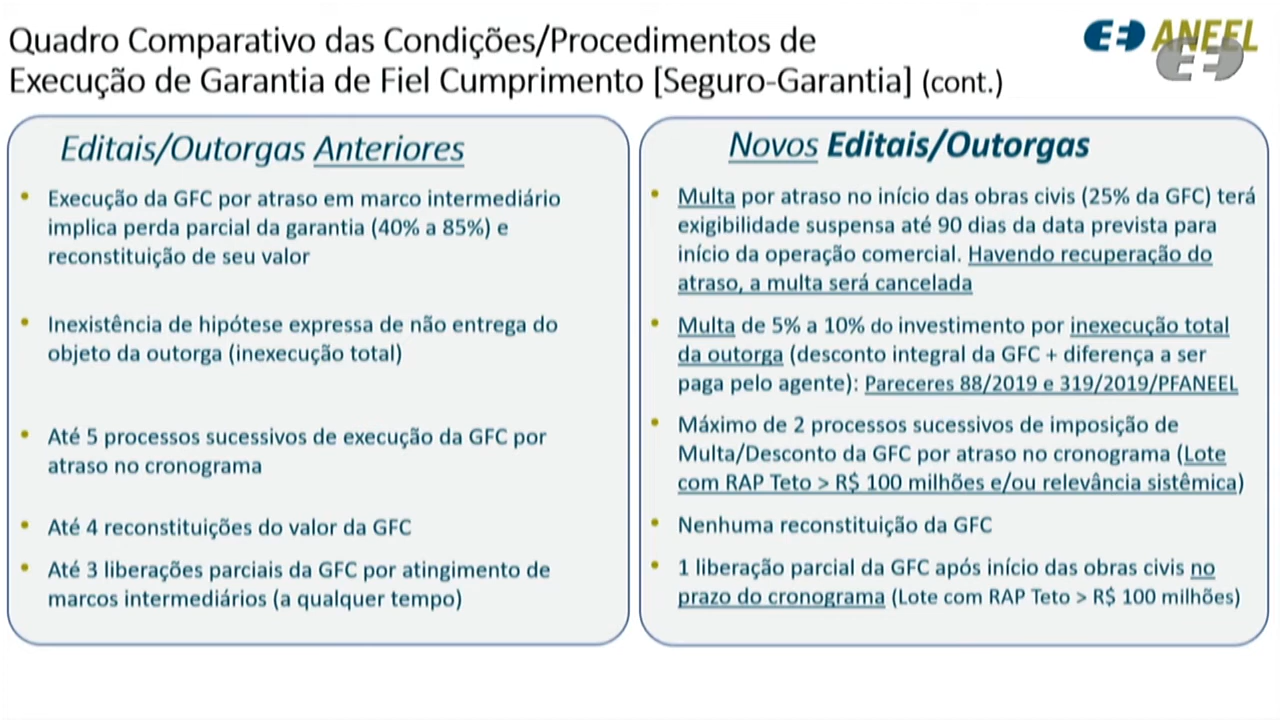 Quadro Comparativo das Condições/Procedimentos de
Execução de Garantia de Fiel Cumprimento [Seguro-Garantia] (cont.)
ANEEL
Editais/Outorgas Anteriores
• Execução da GFC por atraso em marco intermediário
implica perda parcial da garantia (40% a 85%) e
reconstituição de seu valor
• Inexistência de hipótese expressa de não entrega do
objeto da outorga (inexecução total)
• Até 5 processos sucessivos de execução da GFC por
atraso no cronograma
• Até 4 reconstituições do valor da GFC
• Até 3 liberações parciais da GFC por atingimento de
marcos intermediários (a qualquer tempo)
Novos Editais/Outorgas
• Multa por atraso no início das obras civis (25% da GFC) terá
exigibilidade suspensa até 90 dias da data prevista para
início da operação comercial. Havendo recuperação do
atraso, a multa será cancelada
• Multa de 5% a 10% do investimento por inexecução total
da outorga (desconto integral da GFC + diferença a ser
paga pelo agente): Pareceres 88/2019 e 319/2019/PFANEEL
• Máximo de 2 processos sucessivos de imposição de
Multa/Desconto da GFC por atraso no cronograma (Lote
com RAP Teto > R$ 100 milhões e/ou relevância sistêmica)
• Nenhuma reconstituição da GFC
• 1 liberação parcial da GFC após início das obras civis no
prazo do cronograma (Lote com RAP Teto > R$ 100 milhões)